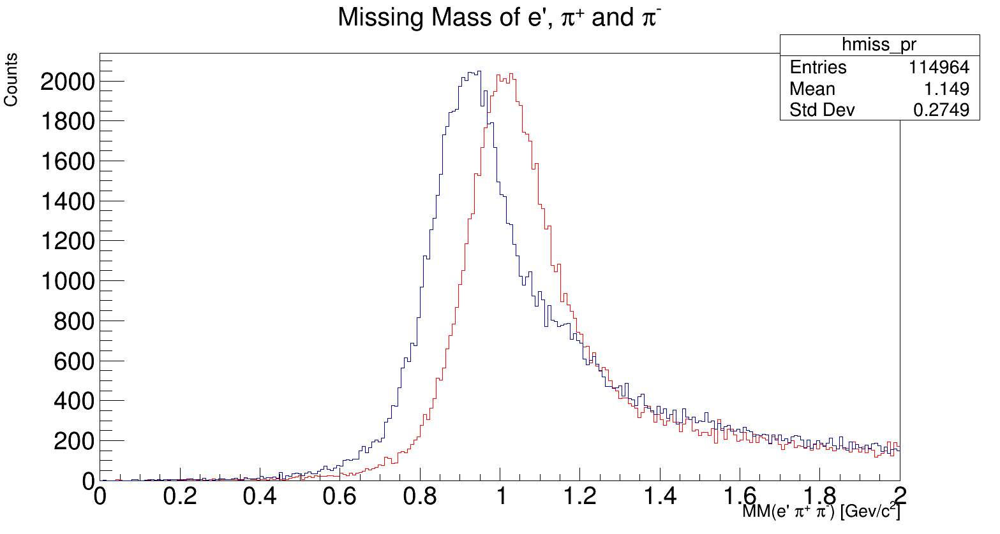 Missing Mass of e', π⁺ and π⁻
hmiss_pr
Entries 114964
Mean 1.149
Std Dev 0.2749
Counts
2000
1800
1600
1400
1200
1000
800
600
400
200
0
0 0.2 0.4 0.6 0.8 1 1.2 1.4 1.6 1.8 2
MM(e' π⁺ π⁻) [Gev/c²]